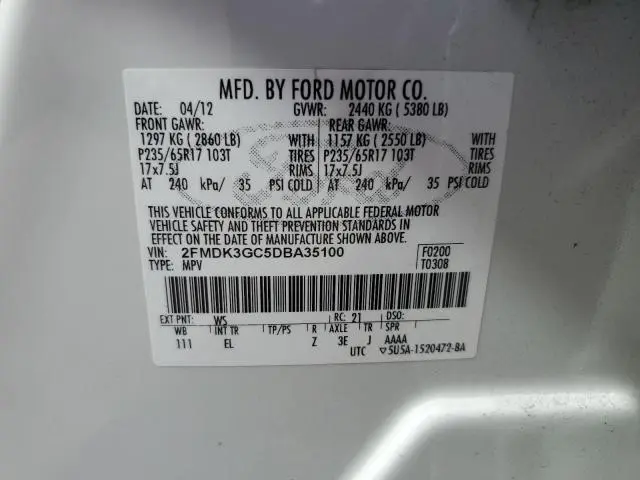 MFD. BY FORD MOTOR CO.
DATE: 04/12 GVWR: 2440 KG ( 5380 LB)
FRONT GAWR: REAR GAWR:
1297 KG ( 2860 LB) WITH 1157 KG ( 2550 LB) WITH
P235/65R17 103T TIRES P235/65R17 103T TIRES
17x7.5J RIMS 17x7.5J RIMS
AT 240 kPa/ 35 PSI COLD AT 240 kPa/ 35 PSI COLD
THIS VEHICLE CONFORMS TO ALL APPLICABLE FEDERAL MOTOR
VEHICLE SAFETY AND THEFT PREVENTION STANDARDS IN
EFFECT ON THE DATE OF MANUFACTURE SHOWN ABOVE.
VIN: 2FMDK3GC5DBA35100 F0200
TYPE: MPV T0308
EXT PNT: WS RC: 21 DSO:
WB INT TR TP/PS R AXLE TR SPR
111 EL Z 3E J AAAA
UTC ▽5U5A-1520472-BA